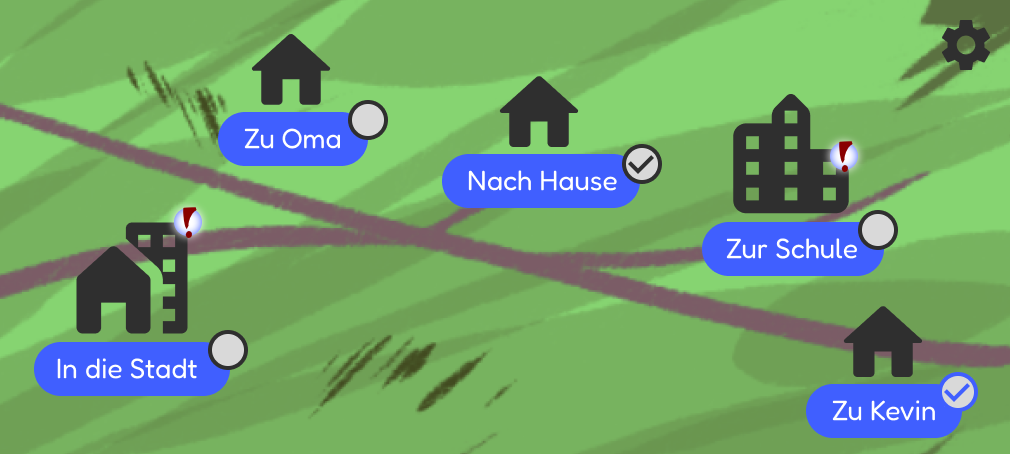 Zu Oma
Nach Hause
Zur Schule
In die Stadt
Zu Kevin